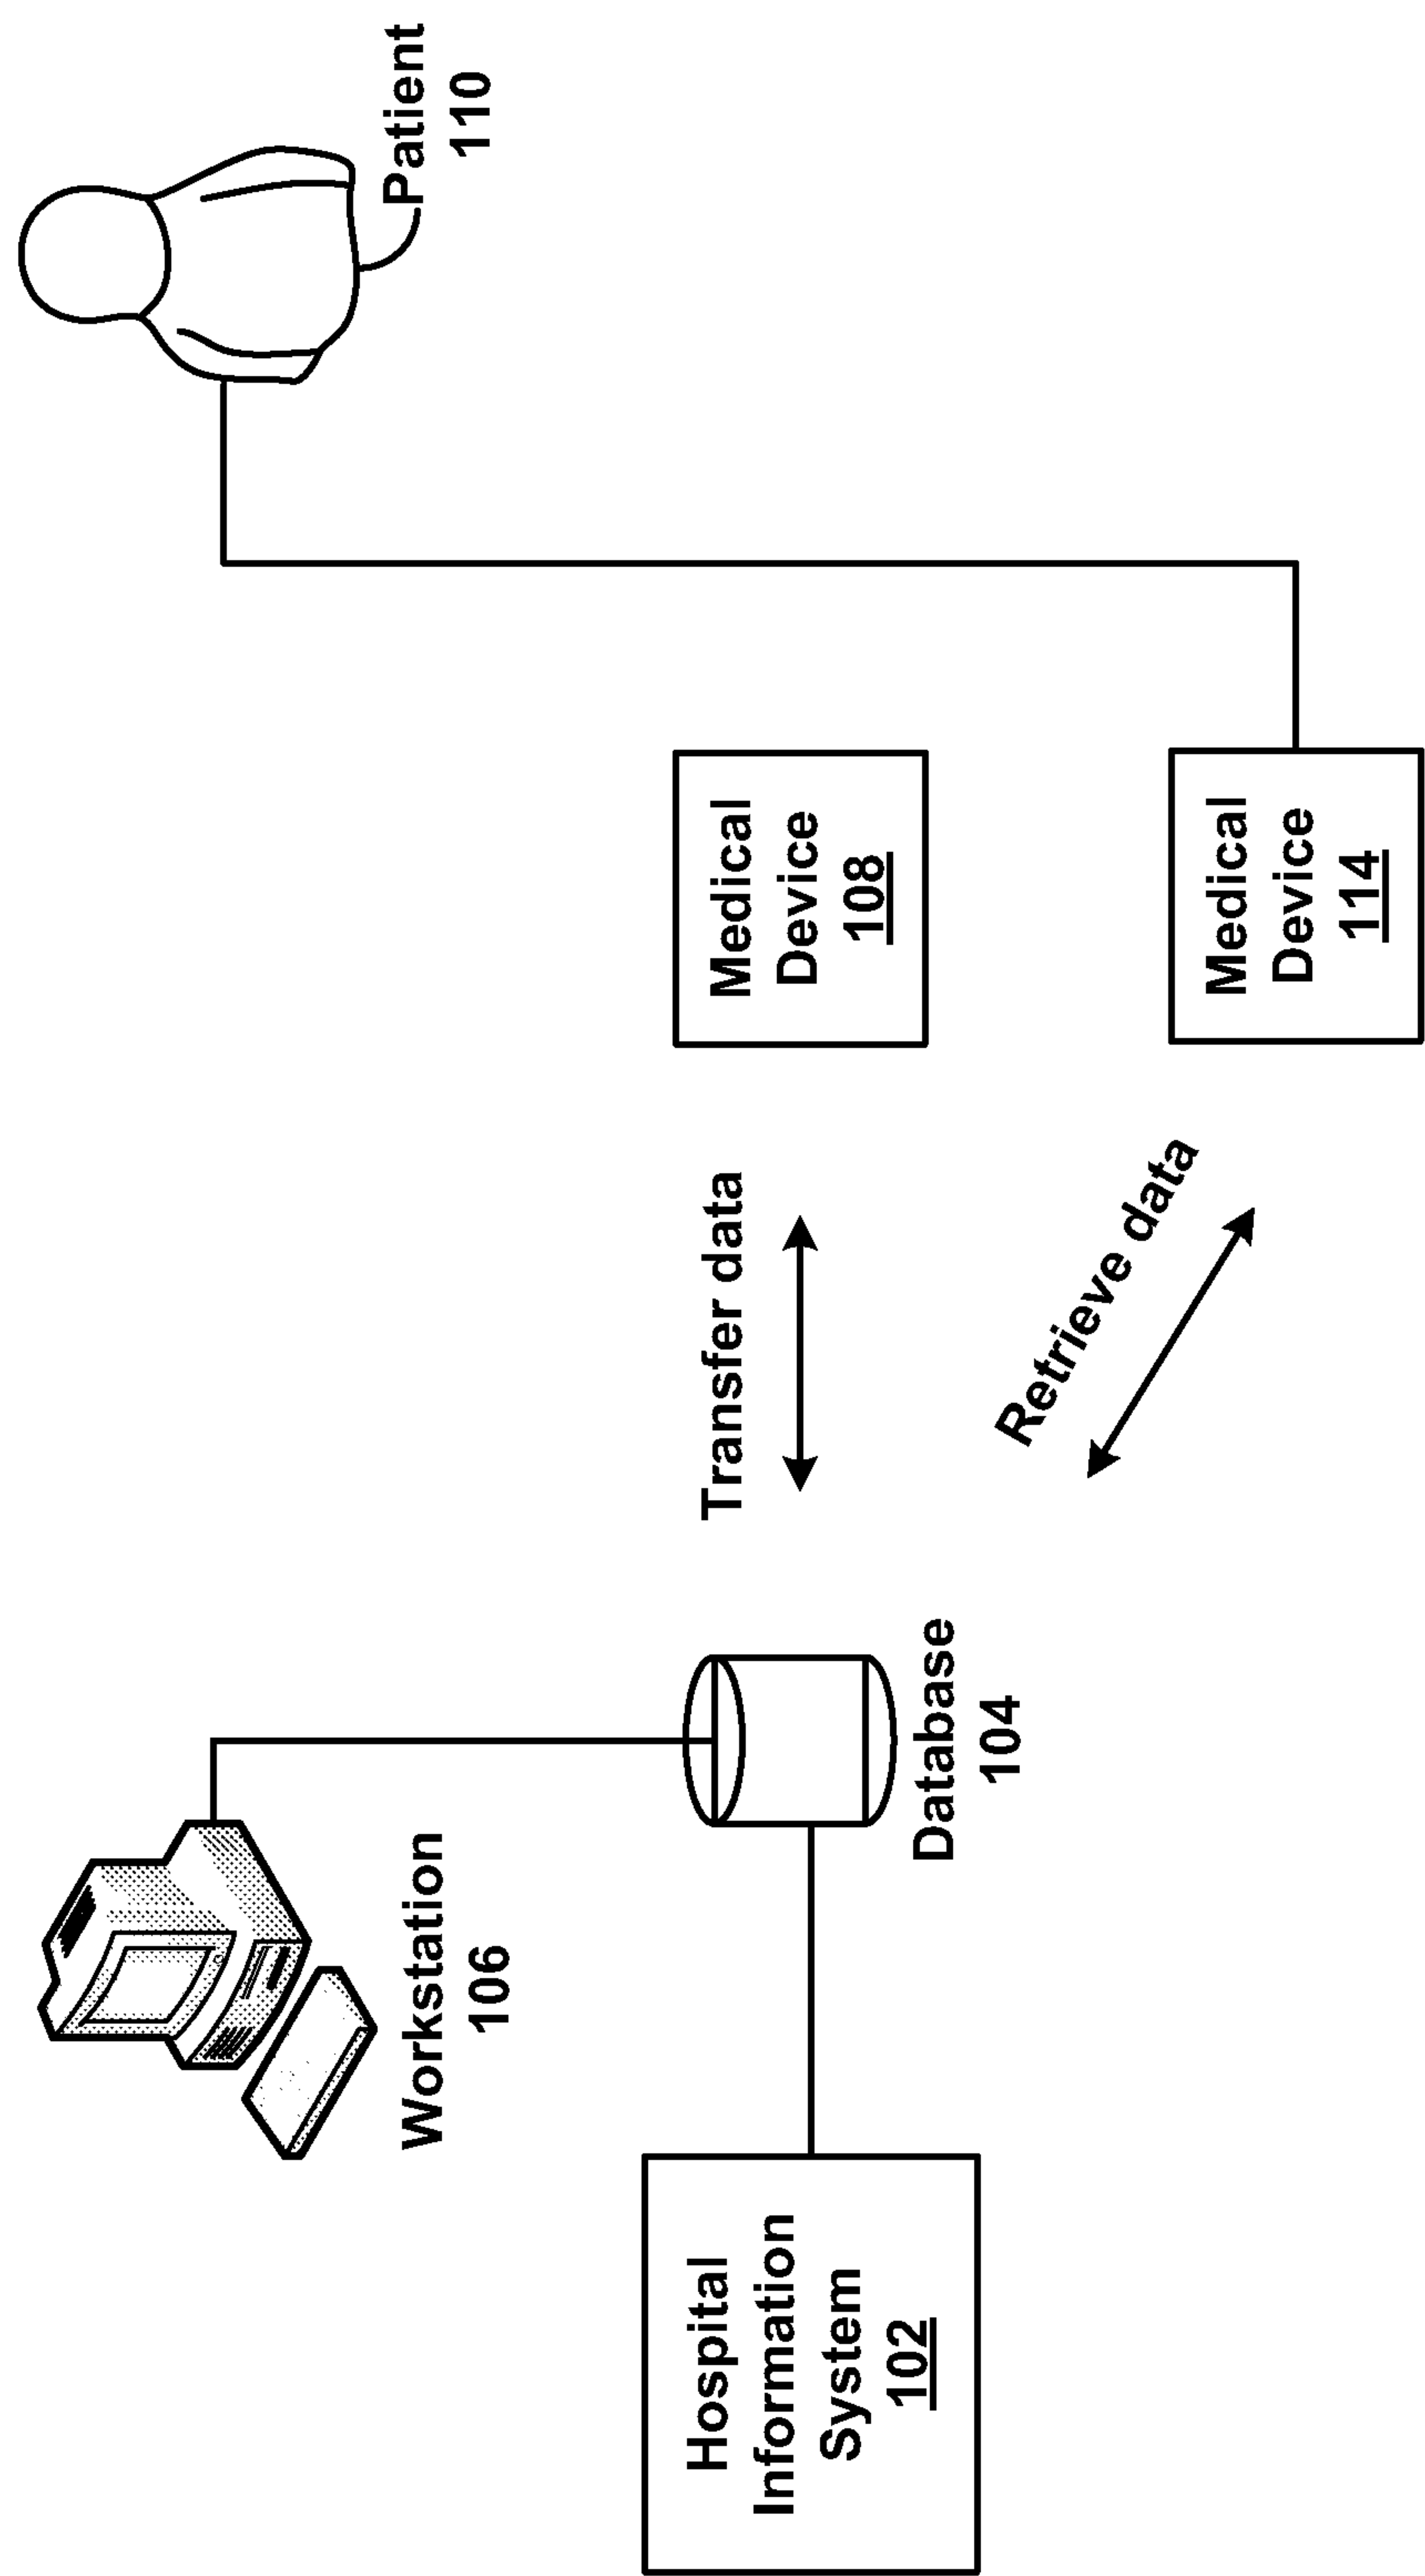 Patient
110
Workstation
106
Transfer data
Medical
Device
108
Hospital
Information
System
102
Database
104
Retrieve data
Medical
Device
114